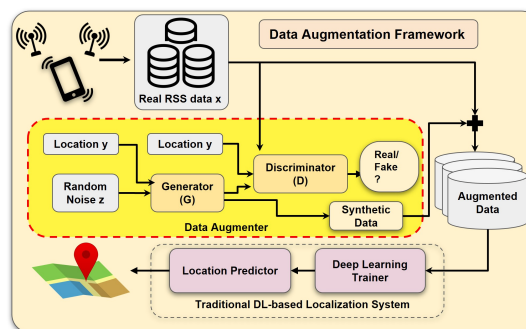 Data Augmentation Framework
Real RSS data x
Location y
Location y
Real/
Fake
?
Discriminator
(D)
Random
Noise z
Generator
(G)
Synthetic
Data
Augmented
Data
Data Augmenter
Location Predictor
Deep Learning
Trainer
Traditional DL-based Localization System